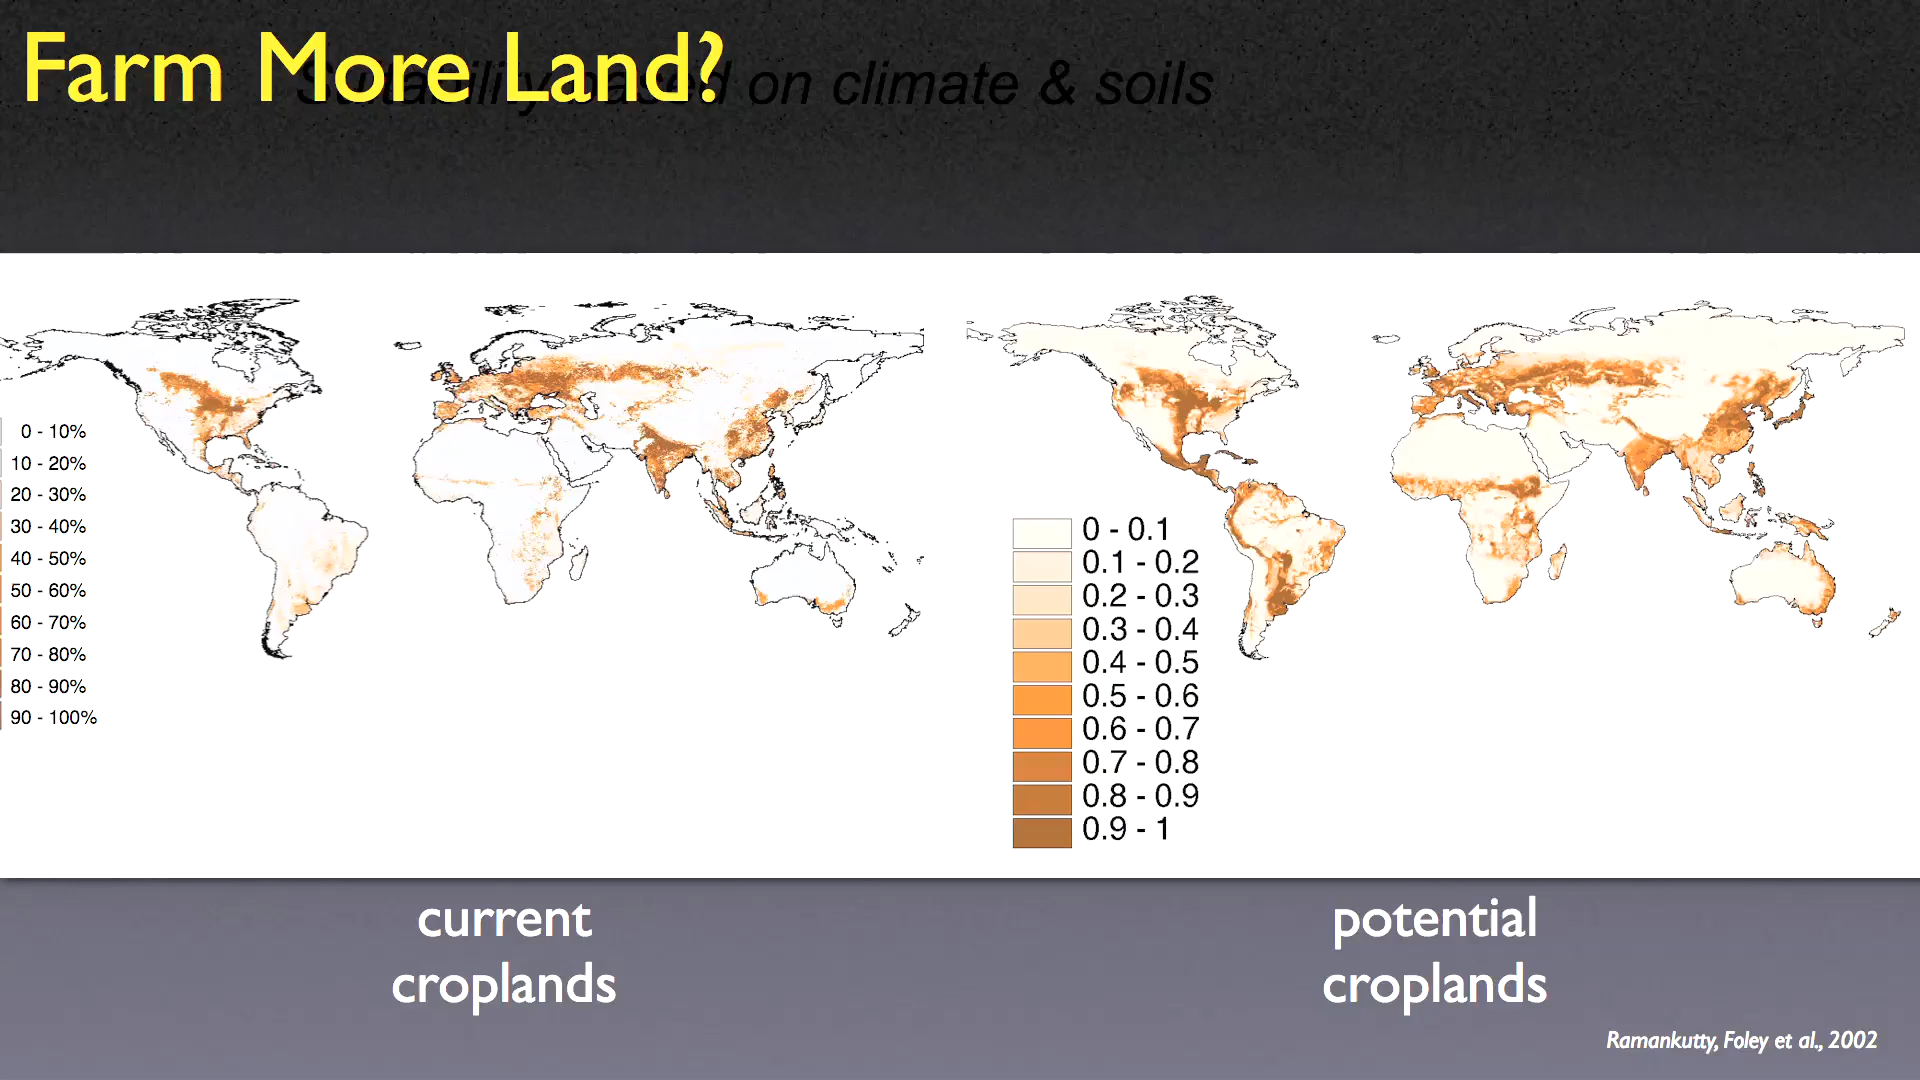 Farm More Land?
Suitability based on climate & soils
0 - 10%
10 - 20%
20 - 30%
30 - 40%
40 - 50%
50 - 60%
60 - 70%
70 - 80%
80 - 90%
90 - 100%
0 - 0.1
0.1 - 0.2
0.2 - 0.3
0.3 - 0.4
0.4 - 0.5
0.5 - 0.6
0.6 - 0.7
0.7 - 0.8
0.8 - 0.9
0.9 - 1
current
croplands
potential
croplands
Ramankutty, Foley et al., 2002